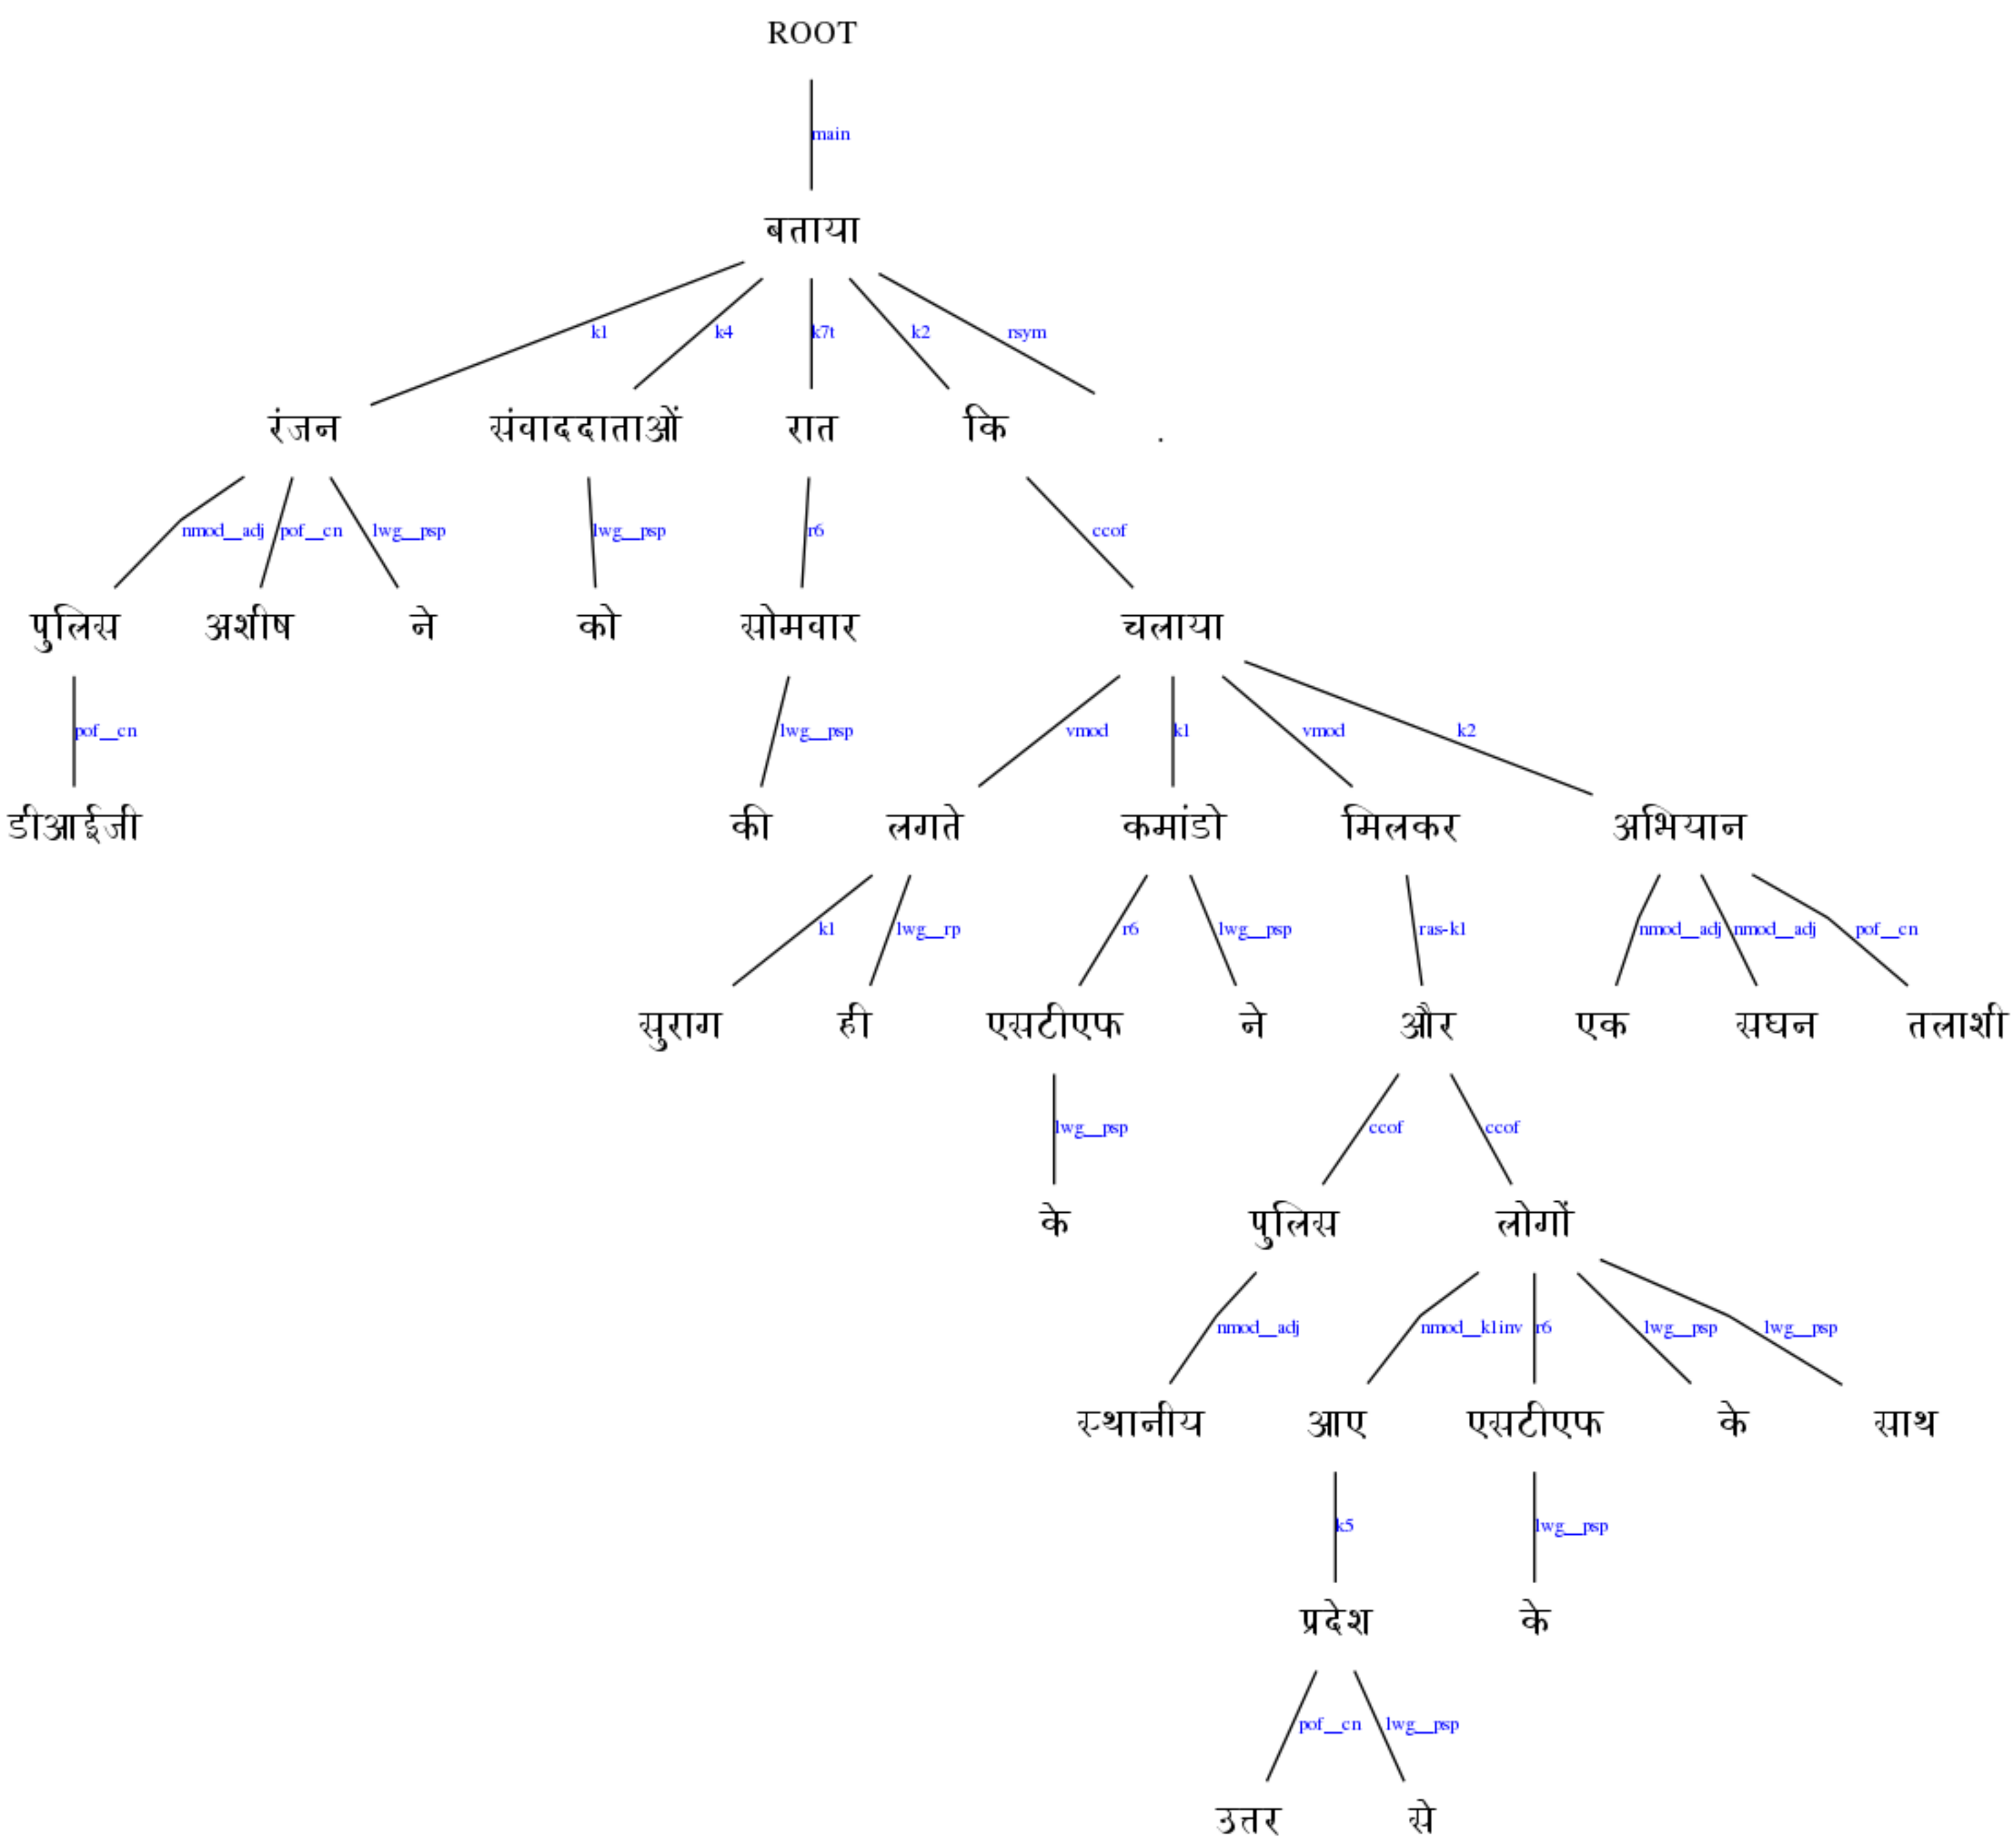 ROOT
main
बताया
k1 k4 k7t k2 rsym
रंजन संवाददाताओं रात कि .
nmod__adj pof__cn lwg__psp lwg__psp r6 ccof
पुलिस अशीष ने को सोमवार चलाया
pof__cn lwg__psp vmod k1 vmod k2
डीआईजी की लगते कमांडो मिलकर अभियान
k1 lwg__rp r6 lwg__psp ras-k1 nmod__adj nmod__adj pof__cn
सुराग ही एसटीएफ ने और एक सघन तलाशी
lwg__psp ccof ccof
के पुलिस लोगों
nmod__adj nmod__k1inv r6 lwg__psp lwg__psp
स्थानीय आए एसटीएफ के साथ
k5 lwg__psp
प्रदेश के
pof__cn lwg__psp
उत्तर से